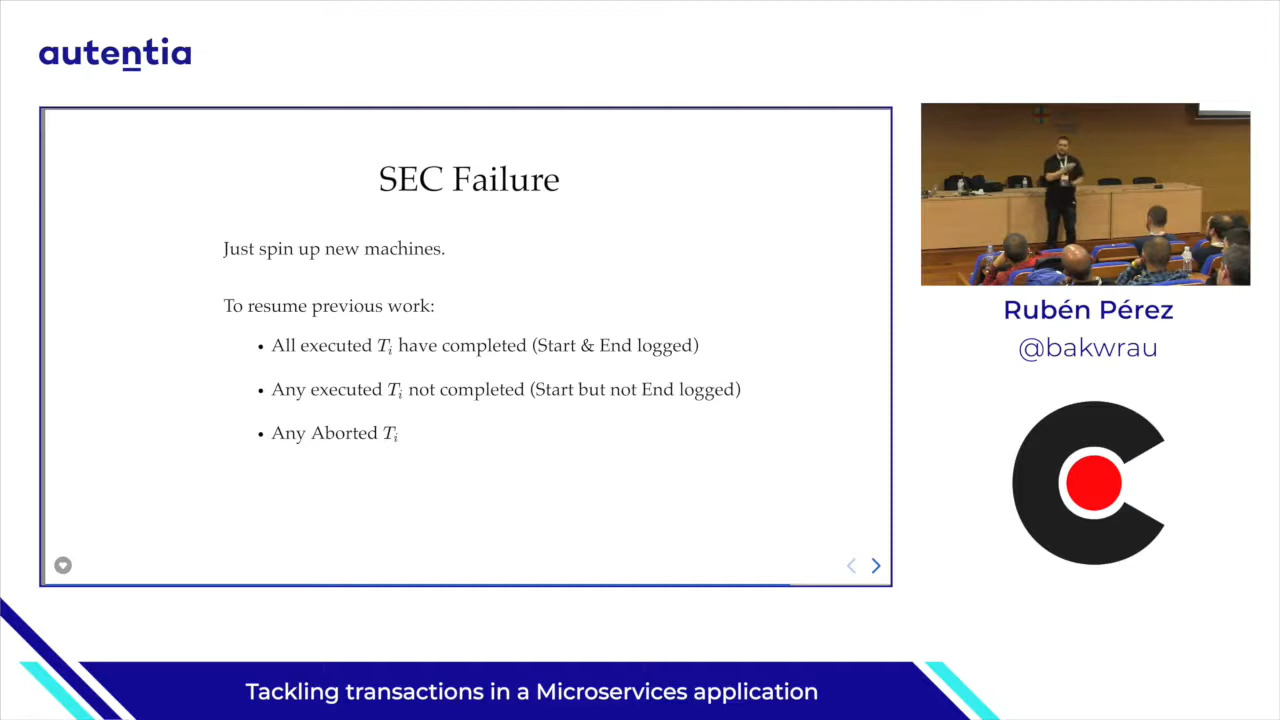 autentia
SEC Failure
Just spin up new machines.
To resume previous work:
• All executed Tᵢ have completed (Start & End logged)
• Any executed Tᵢ not completed (Start but not End logged)
• Any Aborted Tᵢ
Rubén Pérez
@bakwrau
Tackling transactions in a Microservices application